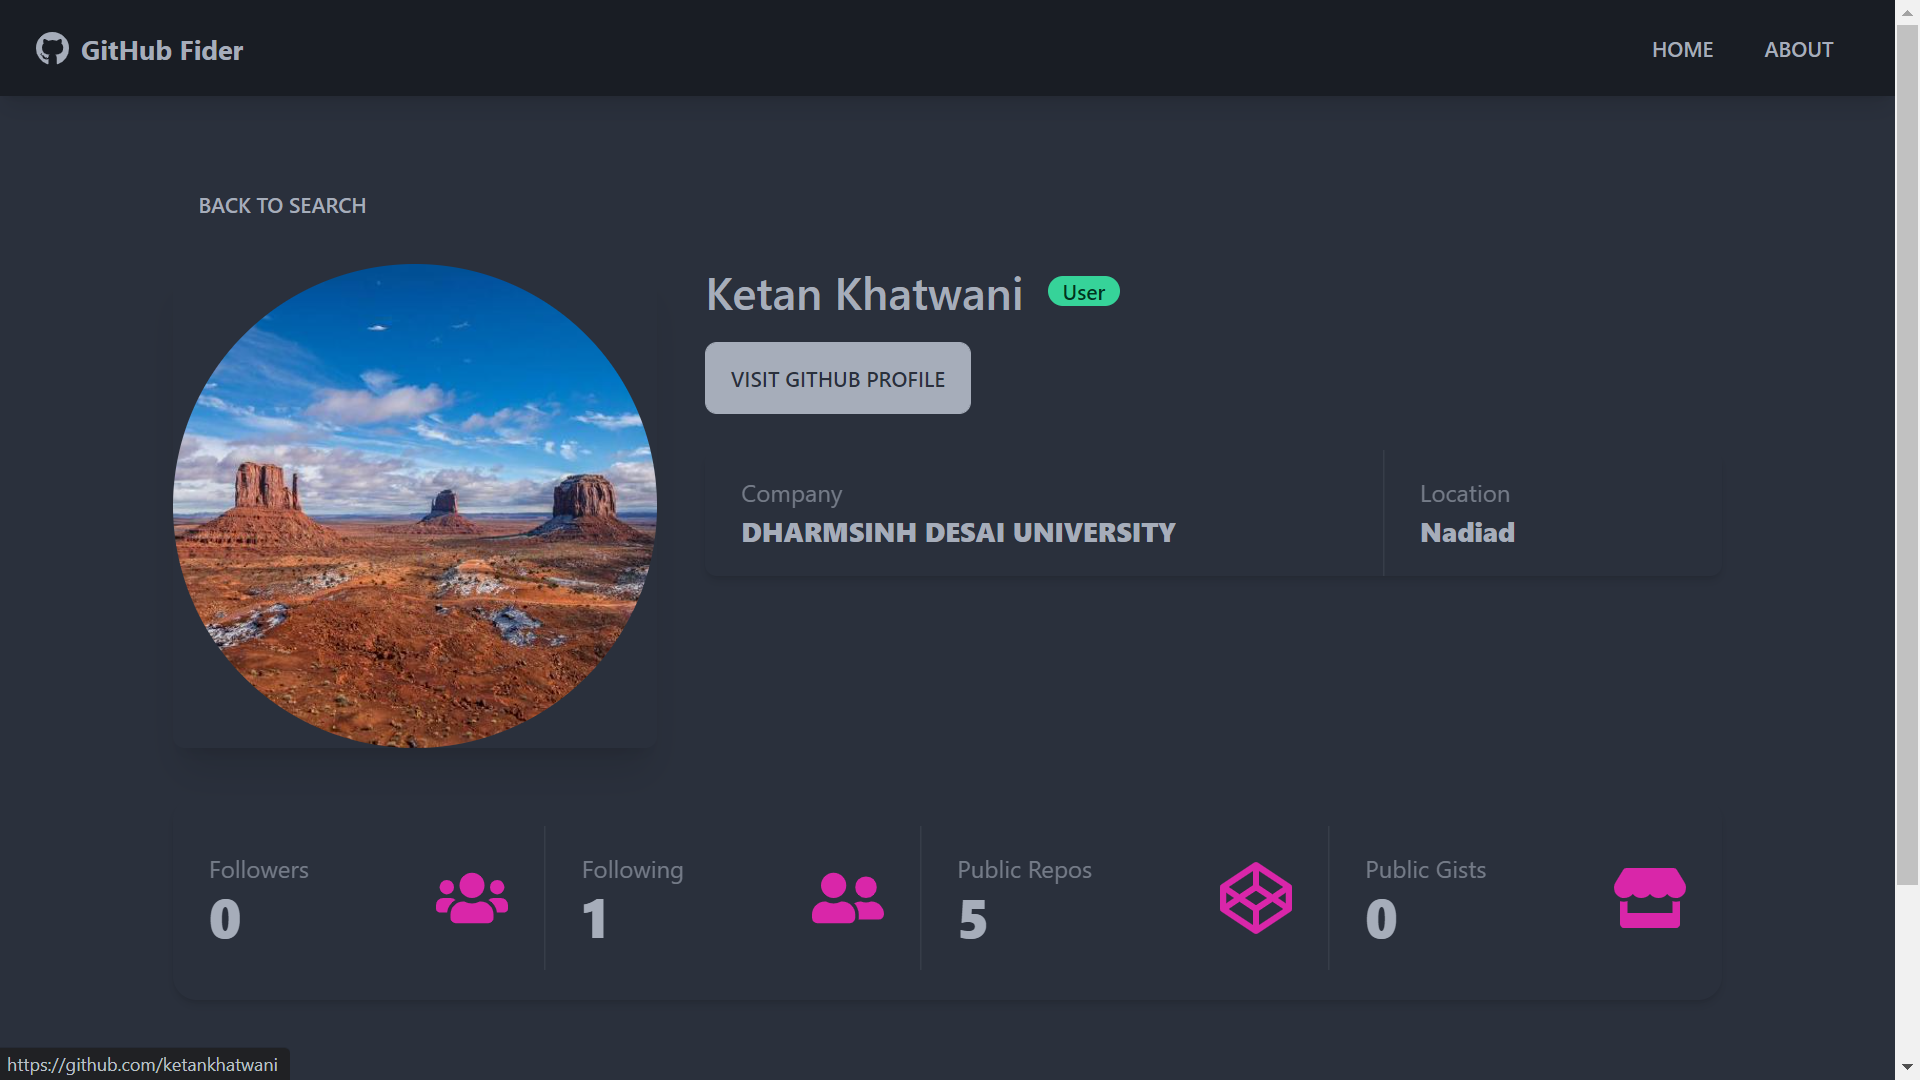 GitHub Fider
HOME
ABOUT
BACK TO SEARCH
Ketan Khatwani
User
VISIT GITHUB PROFILE
Company
DHARMSINH DESAI UNIVERSITY
Location
Nadiad
Followers
0
Following
1
Public Repos
5
Public Gists
0
https://github.com/ketankhatwani